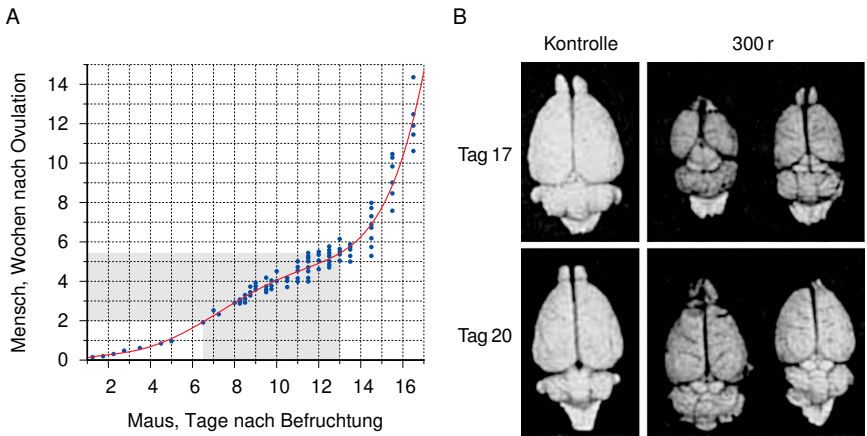 A
Mensch, Wochen nach Ovulation
14
12
10
8
6
4
2
0
2 4 6 8 10 12 14 16
Maus, Tage nach Befruchtung
B
Kontrolle 300 r
Tag 17
Tag 20